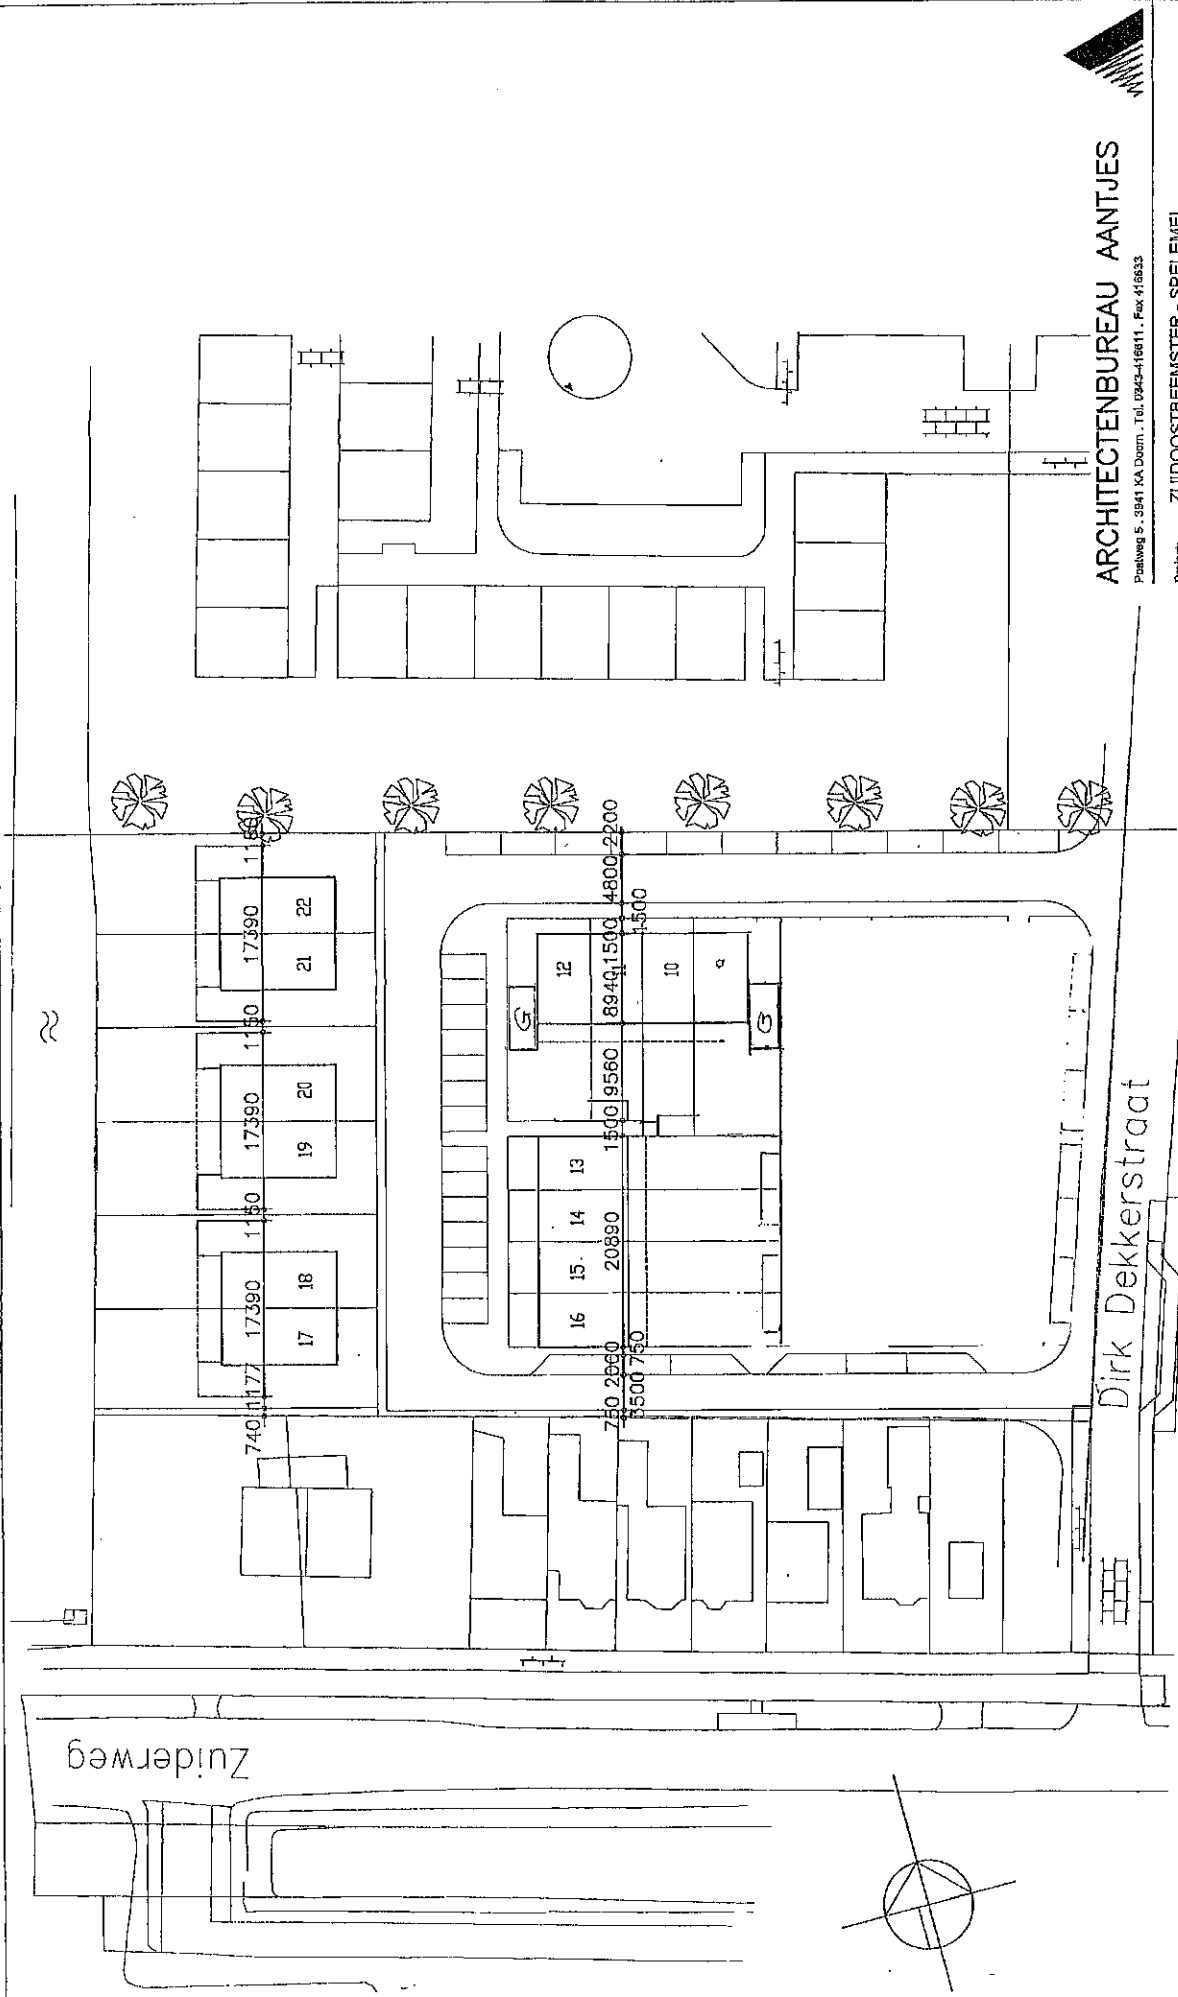 ARCHITECTENBUREAU AANTJES
Postweg 5 . 3941 KA Doorn . Tel. 0343-416611 . Fax 416633
ZUIDOOSTBEEMSTER - SPELEMEI
Zuiderweg
Dirk Dekkerstraat
740 1177 17390 1150 17390 1150 17390
17 18 19 20 21 22
750 2000 20890 1500 9560 8940 1500 4800 2200
3500 750 1500
16 15 14 13
12 11 10 9
G
G